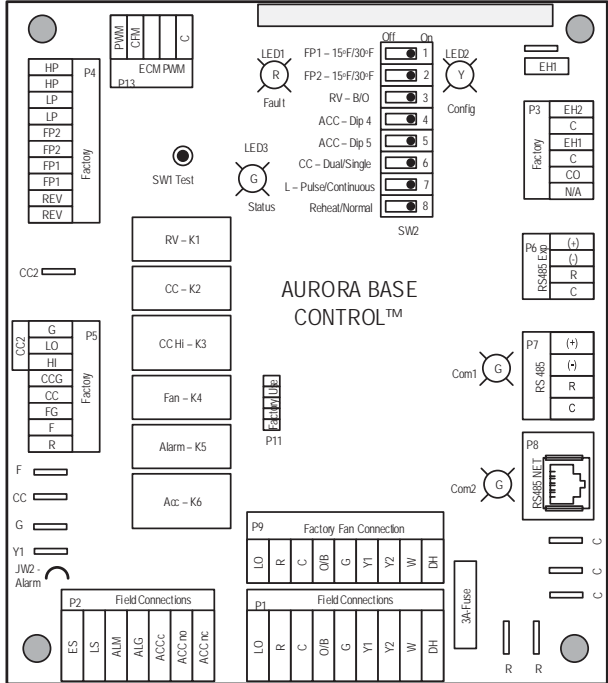 PWM
CFM
C
ECM PWM
P13
LED1
R
Fault
Off
On
FP1 – 15ºF/30ºF
1
FP2 – 15ºF/30ºF
2
RV – B/O
3
ACC – Dip 4
4
ACC – Dip 5
5
CC – Dual/Single
6
L – Pulse/Continuous
7
Reheat/Normal
8
SW2
LED2
Y
Config
EH1
P4
HP
HP
LP
LP
FP2
FP2
FP1
FP1
REV
REV
Factory
SW1 Test
LED3
G
Status
P3
Factory
EH2
C
EH1
C
CO
N/A
RV – K1
CC – K2
CC Hi – K3
Fan – K4
Alarm – K5
Acc – K6
AURORA BASE
CONTROL™
P6
RS485 Exp
(+)
(-)
R
C
CC2
CC2
G
LO
HI
CCG
CC
FG
F
R
P5
Factory
Factory Use
P11
Com1
G
P7
RS 485
(+)
(-)
R
C
Com2
G
P8
RS485 NET
F
CC
G
Y1
JW2 -
Alarm
P9
Factory Fan Connection
LO
R
C
O/B
G
Y1
Y2
W
DH
C
C
C
P2
Field Connections
ES
LS
ALM
ALG
ACC c
ACC no
ACC nc
P1
Field Connections
LO
R
C
O/B
G
Y1
Y2
W
DH
3A-Fuse
R
R